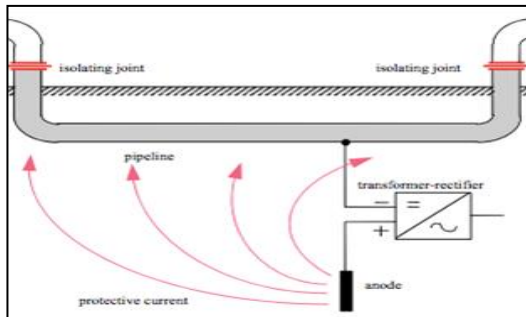 isolating joint
isolating joint
pipeline
transformer-rectifier
− =
+
anode
protective current